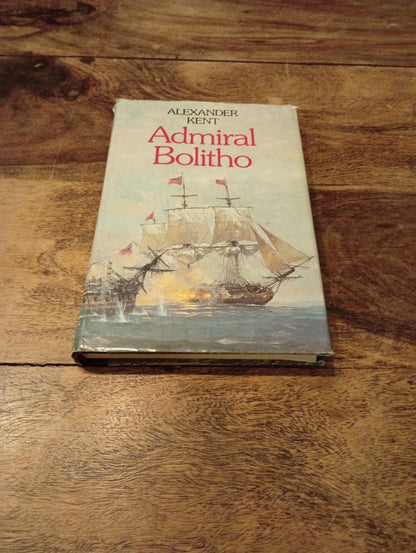 ALEXANDER
KENT
Admiral
Bolitho